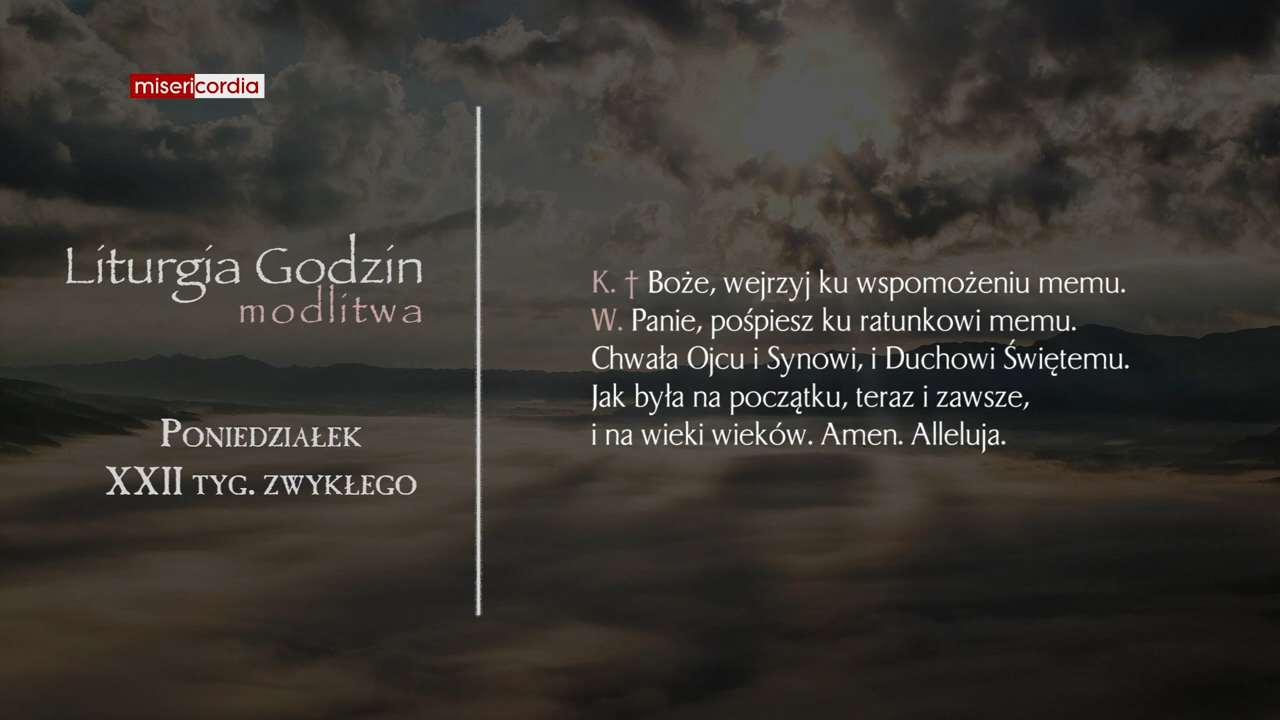 misericordia
Liturgia Godzin
modlitwa
Poniedziałek
XXII tyg. zwykłego
K. † Boże, wejrzyj ku wspomożeniu memu.
W. Panie, pośpiesz ku ratunkowi memu.
Chwała Ojcu i Synowi, i Duchowi Świętemu.
Jak była na początku, teraz i zawsze,
i na wieki wieków. Amen. Alleluja.